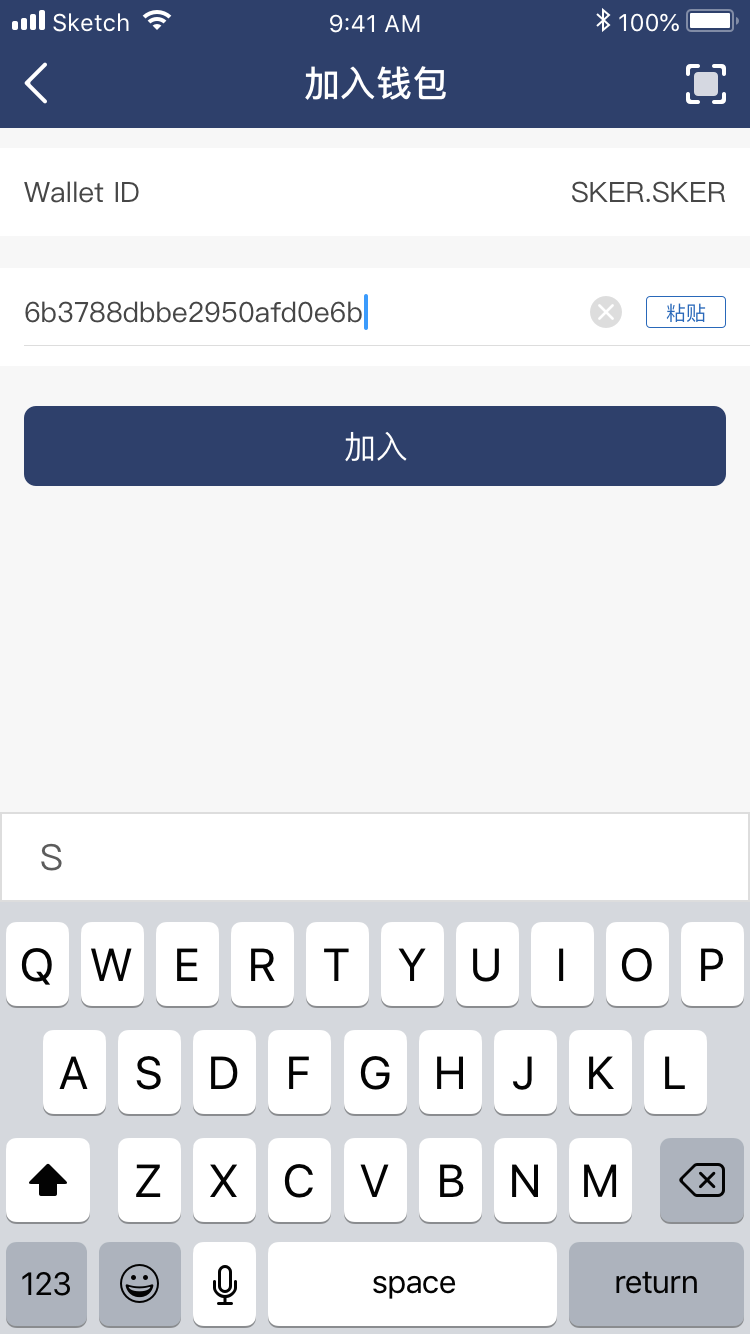 Sketch 9:41 AM 100%
加入钱包
Wallet ID SKER.SKER
6b3788dbbe2950afd0e6b 粘贴
加入
S
Q W E R T Y U I O P
A S D F G H J K L
Z X C V B N M
123 space return